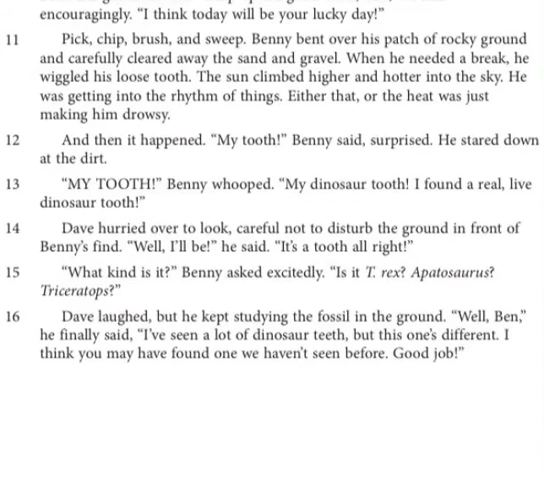 encouragingly. “I think today will be your lucky day!”
11 Pick, chip, brush, and sweep. Benny bent over his patch of rocky ground
and carefully cleared away the sand and gravel. When he needed a break, he
wiggled his loose tooth. The sun climbed higher and hotter into the sky. He
was getting into the rhythm of things. Either that, or the heat was just
making him drowsy.
12 And then it happened. “My tooth!” Benny said, surprised. He stared down
at the dirt.
13 “MY TOOTH!” Benny whooped. “My dinosaur tooth! I found a real, live
dinosaur tooth!”
14 Dave hurried over to look, careful not to disturb the ground in front of
Benny’s find. “Well, I’ll be!” he said. “It’s a tooth all right!”
15 “What kind is it?” Benny asked excitedly. “Is it T. rex? Apatosaurus?
Triceratops?”
16 Dave laughed, but he kept studying the fossil in the ground. “Well, Ben,”
he finally said, “I’ve seen a lot of dinosaur teeth, but this one’s different. I
think you may have found one we haven’t seen before. Good job!”